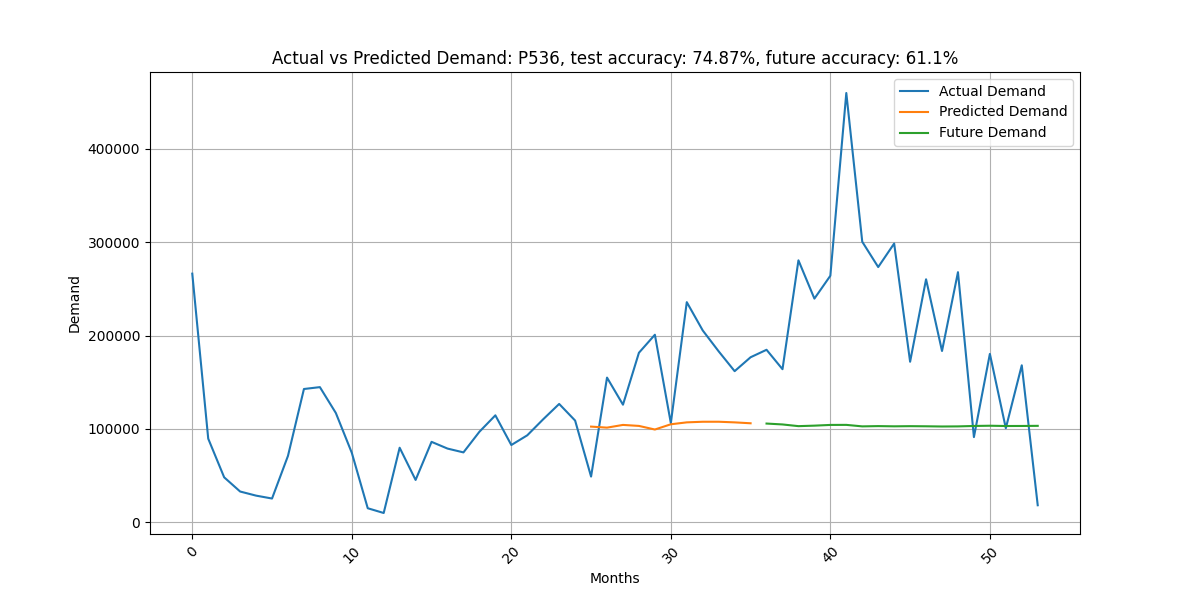 Actual vs Predicted Demand: P536, test accuracy: 74.87%, future accuracy: 61.1%
Actual Demand
Predicted Demand
Future Demand
400000
300000
200000
100000
0
Demand
0
10
20
30
40
50
Months